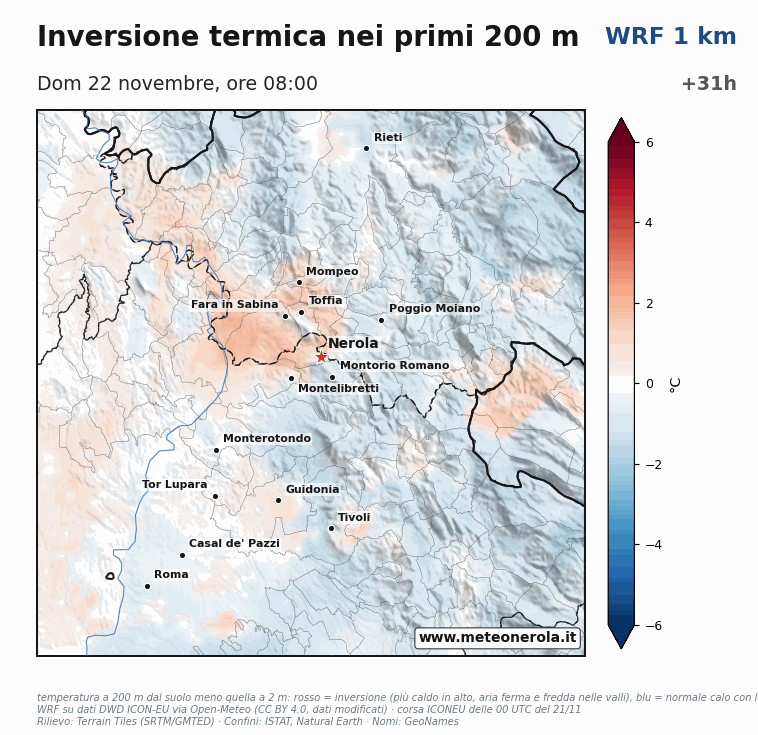 Inversione termica nei primi 200 m
WRF 1 km
Dom 22 novembre, ore 08:00
+31h
Rieti
Mompeo
Fara in Sabina
Toffia
Poggio Moiano
Nerola
Montorio Romano
Montelibretti
Monterotondo
Tor Lupara
Guidonia
Tivoli
Casal de' Pazzi
Roma
www.meteonerola.it
6
4
2
0
−2
−4
−6
°C
temperatura a 200 m dal suolo meno quella a 2 m: rosso = inversione (più caldo in alto, aria ferma e fredda nelle valli), blu = normale calo con l
WRF su dati DWD ICON-EU via Open-Meteo (CC BY 4.0, dati modificati) · corsa ICONEU delle 00 UTC del 21/11
Rilievo: Terrain Tiles (SRTM/GMTED) · Confini: ISTAT, Natural Earth · Nomi: GeoNames